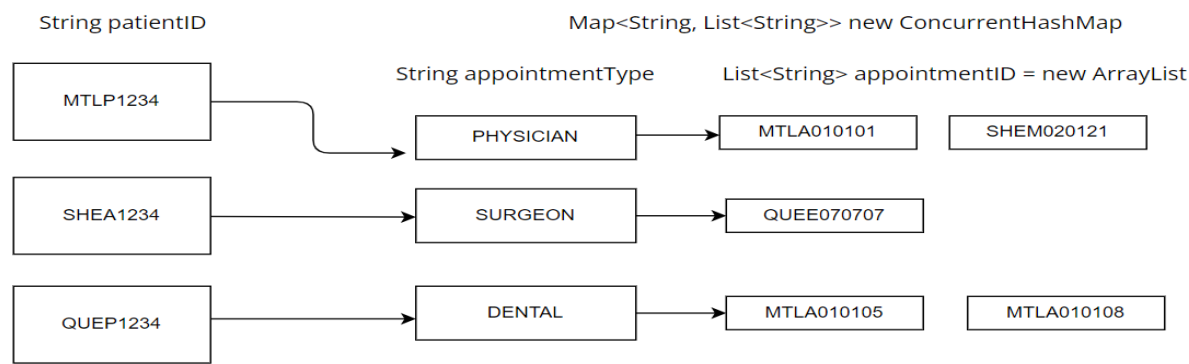 String patientID
Map<String, List<String>> new ConcurrentHashMap
String appointmentType
List<String> appointmentID = new ArrayList
MTLP1234
PHYSICIAN
MTLA010101
SHEM020121
SHEA1234
SURGEON
QUEE070707
QUEP1234
DENTAL
MTLA010105
MTLA010108